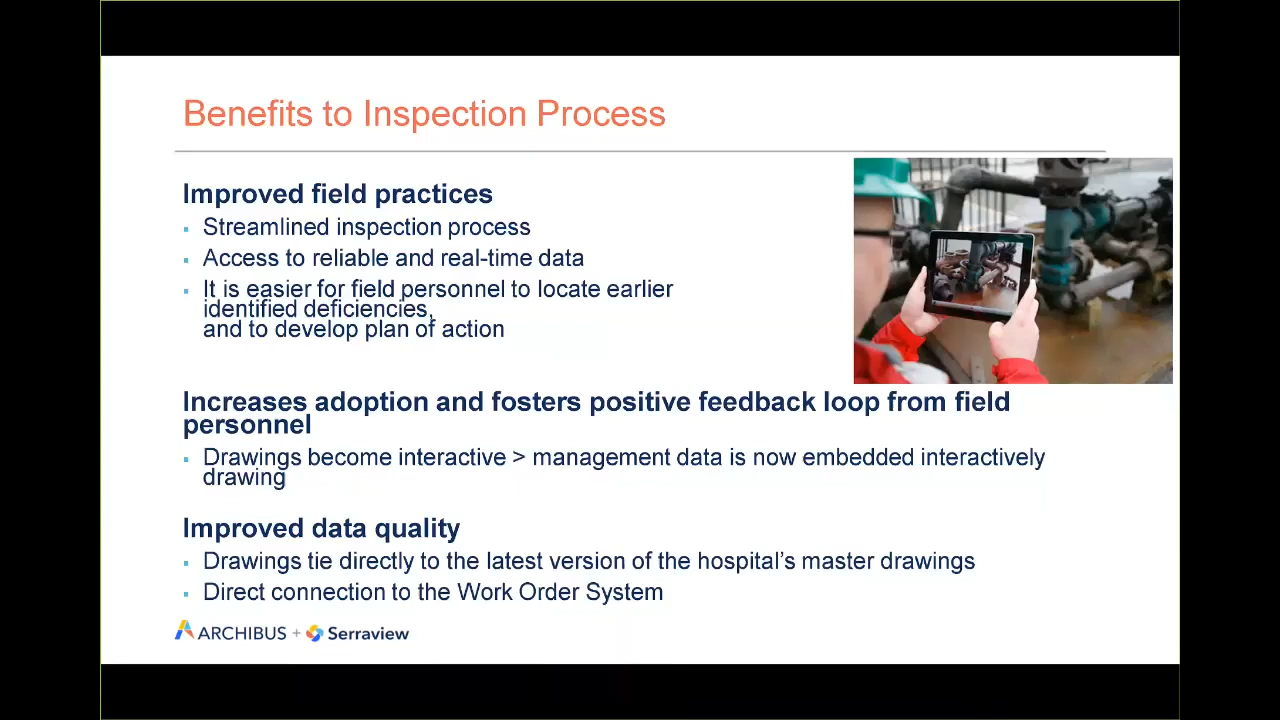 Benefits to Inspection Process
Improved field practices
Streamlined inspection process
Access to reliable and real-time data
It is easier for field personnel to locate earlier
identified deficiencies,
and to develop plan of action
Increases adoption and fosters positive feedback loop from field
personnel
Drawings become interactive > management data is now embedded interactively
drawing
Improved data quality
Drawings tie directly to the latest version of the hospital's master drawings
Direct connection to the Work Order System
ARCHIBUS + Serraview